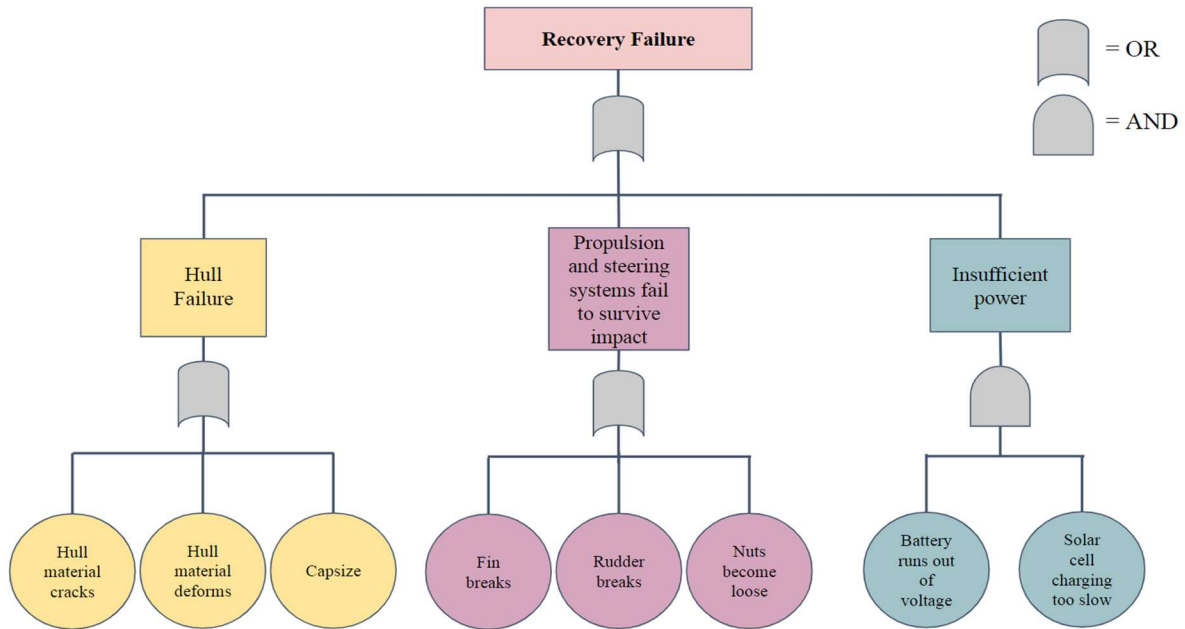 Recovery Failure
= OR
= AND
Hull
Failure
Propulsion
and steering
systems fail
to survive
impact
Insufficient
power
Hull
material
cracks
Hull
material
deforms
Capsize
Fin
breaks
Rudder
breaks
Nuts
become
loose
Battery
runs out
of
voltage
Solar
cell
charging
too slow